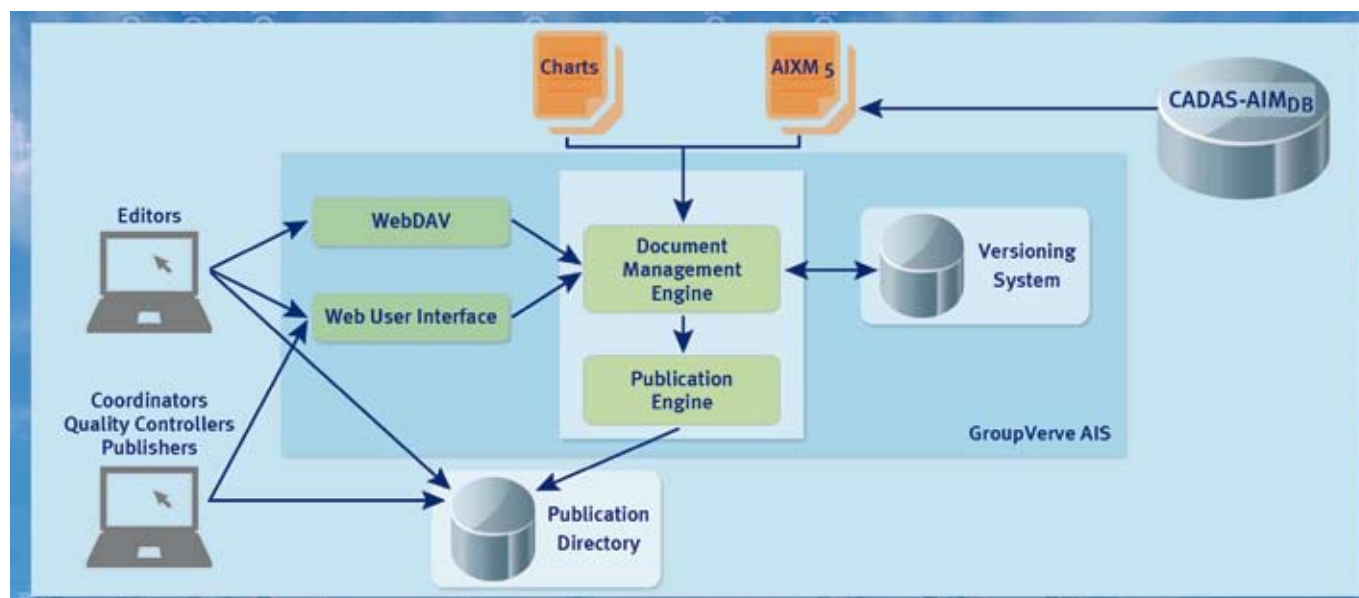 Charts
AIXM 5
CADAS-AIMDB
Editors
WebDAV
Document
Management
Engine
Versioning
System
Web User Interface
Publication
Engine
Coordinators
Quality Controllers
Publishers
GroupVerve AIS
Publication
Directory